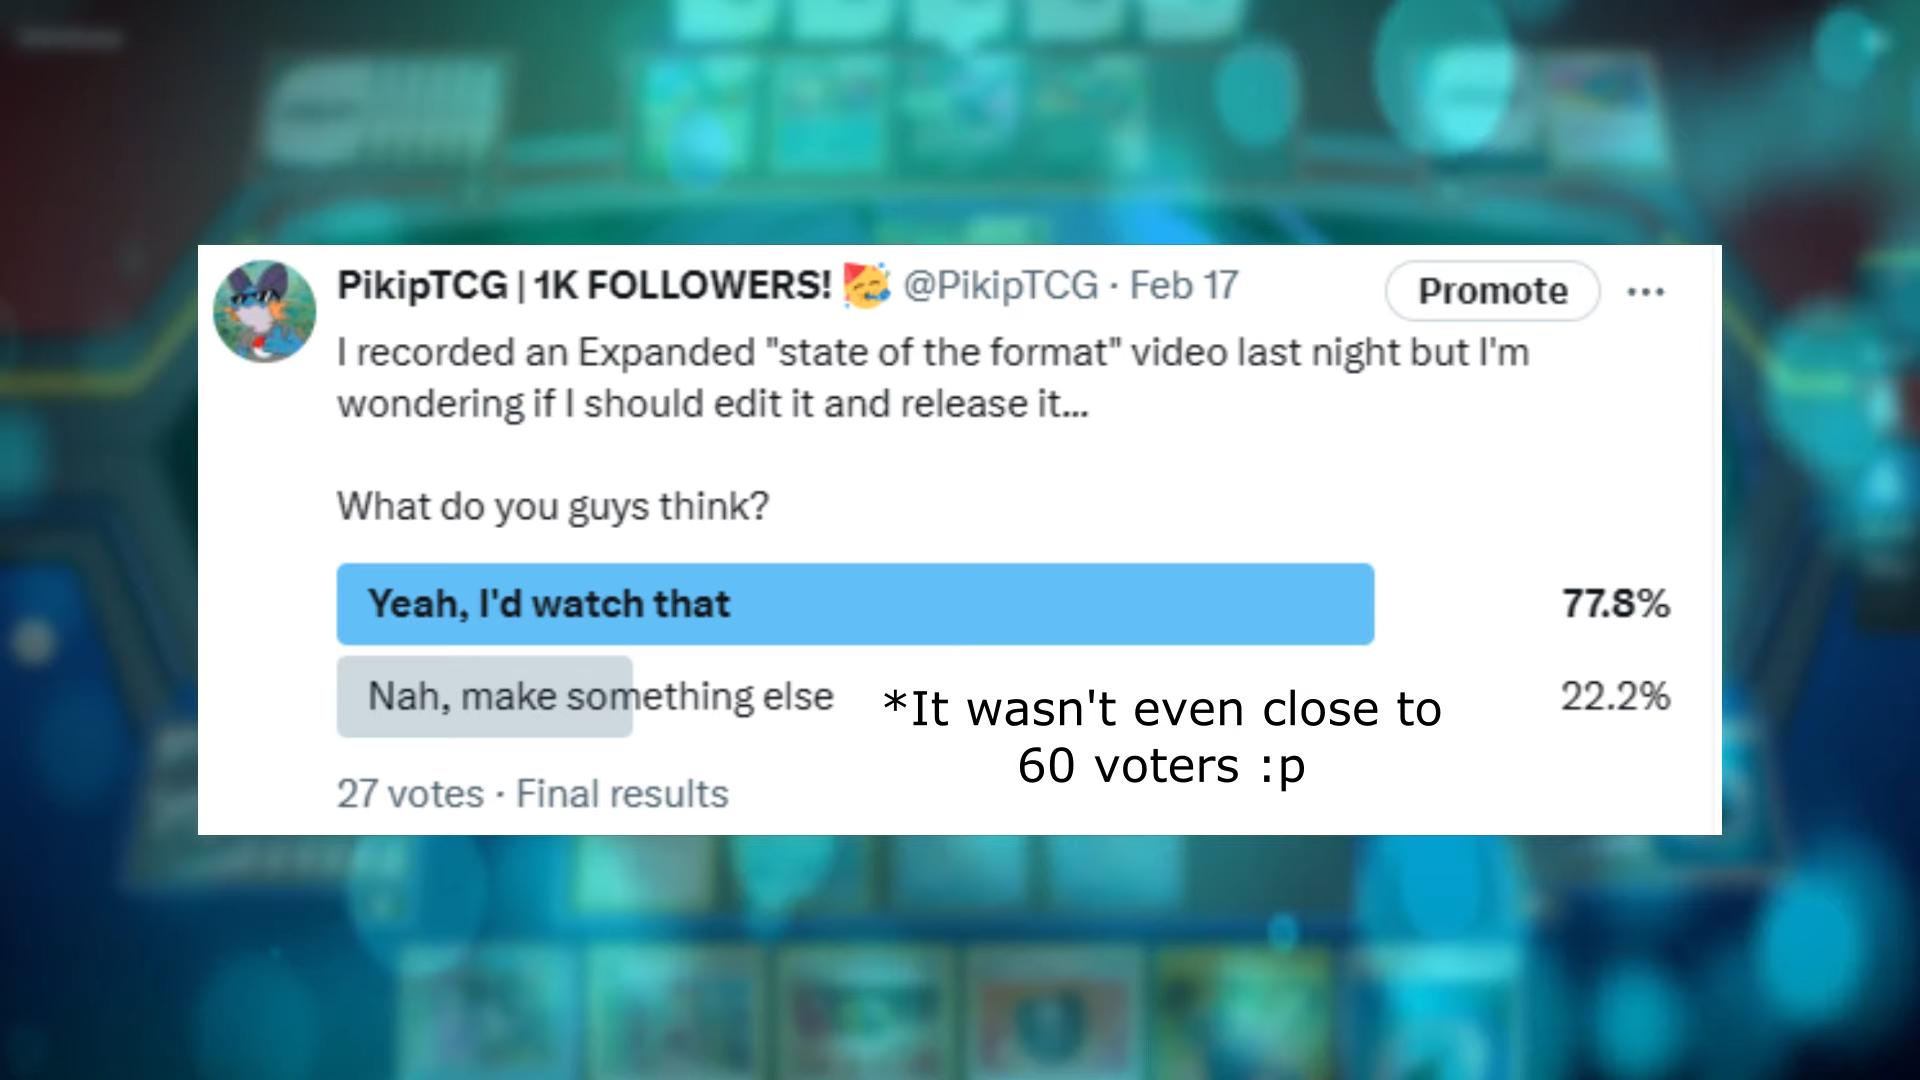 PikipTCG | 1K FOLLOWERS! 🥳 @PikipTCG · Feb 17
Promote
I recorded an Expanded "state of the format" video last night but I'm
wondering if I should edit it and release it...
What do you guys think?
Yeah, I'd watch that 77.8%
Nah, make something else 22.2%
*It wasn't even close to
60 voters :p
27 votes · Final results